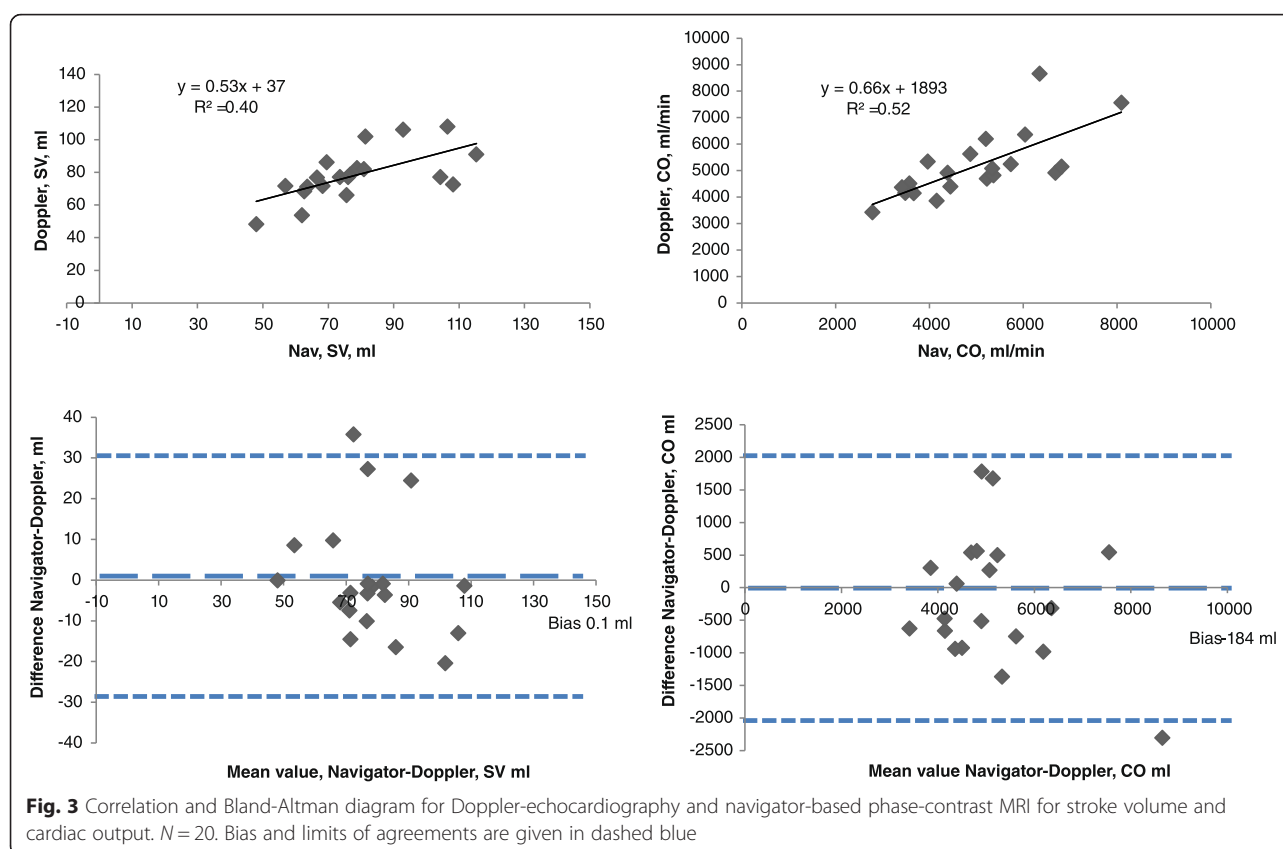 140
120
100
80
60
40
20
0
-10 10 30 50 70 90 110 130 150
Doppler, SV, ml
Nav, SV, ml
y = 0.53x + 37
R² =0.40
10000
9000
8000
7000
6000
5000
4000
3000
2000
1000
0
0 2000 4000 6000 8000 10000
Doppler, CO, ml/min
Nav, CO, ml/min
y = 0.66x + 1893
R² =0.52
40
30
20
10
0
-10
-20
-30
-40
-10 10 30 50 70 90 110 130 150
Difference Navigator-Doppler, ml
Bias 0.1 ml
Mean value, Navigator-Doppler, SV ml
2500
2000
1500
1000
500
0
-500
-1000
-1500
-2000
-2500
0 2000 4000 6000 8000 10000
Difference Navigator-Doppler, CO ml
Bias-184 ml
Mean value Navigator-Doppler, CO ml
Fig. 3 Correlation and Bland-Altman diagram for Doppler-echocardiography and navigator-based phase-contrast MRI for stroke volume and
cardiac output. N = 20. Bias and limits of agreements are given in dashed blue